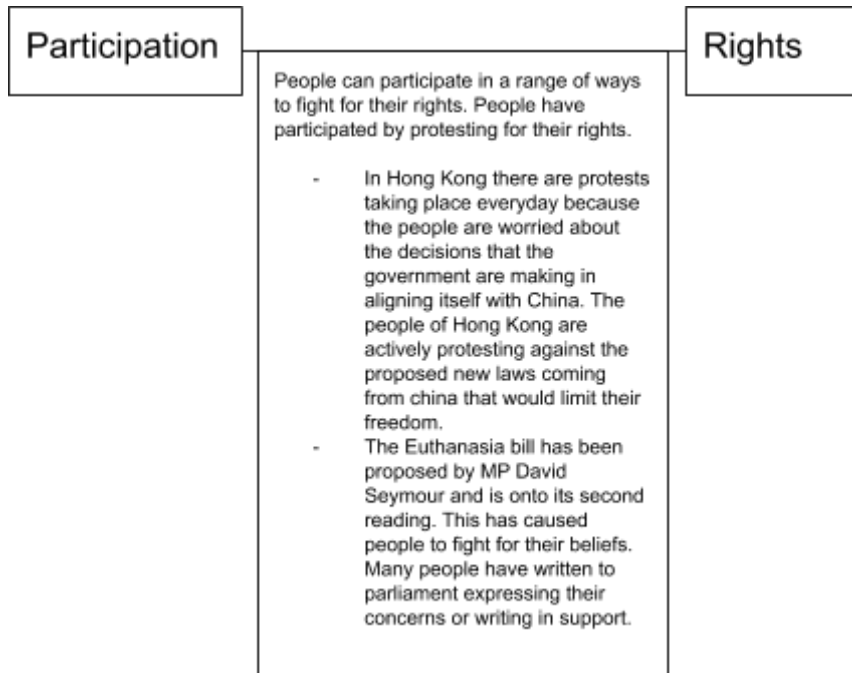 Participation
Rights
People can participate in a range of ways
to fight for their rights. People have
participated by protesting for their rights.
- In Hong Kong there are protests
taking place everyday because
the people are worried about
the decisions that the
government are making in
aligning itself with China. The
people of Hong Kong are
actively protesting against the
proposed new laws coming
from china that would limit their
freedom.
- The Euthanasia bill has been
proposed by MP David
Seymour and is onto its second
reading. This has caused
people to fight for their beliefs.
Many people have written to
parliament expressing their
concerns or writing in support.